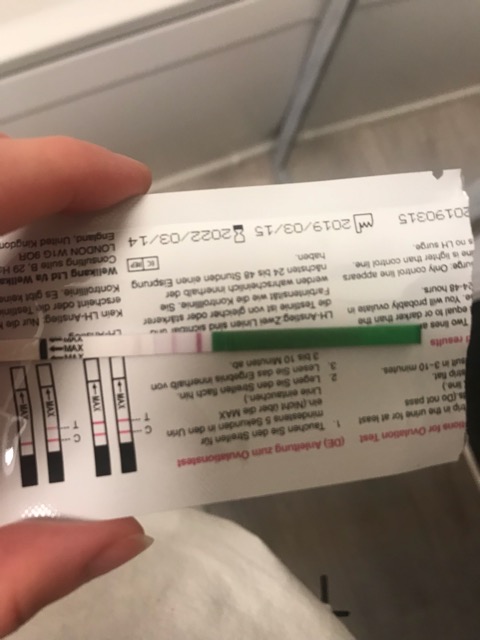 ions for Ovulation Test
trip in the urine for at least
ds. (Do not pass
line.)
flat.
in 3-10 minutes.
results
Two lines a
equal to or darker than the
You will probably ovulate in
24-48 hours.
urge Only control line appears
is lighter than control line.
s no LH surge.
20190315
(DE) Anleitung zum Ovulationstest
1. Tauchen Sie den Streifen für
mindestens 5 Sekunden in den Urin
ein.(Nicht über die MAX
Linie eintauchen.)
2. Legen Sie den Streifen flach hin.
3. Lesen Sie das Ergebnis innerhalb von
3 bis 10 Minuten ab.
LH-Anstieg:Zwei Linien sind sichtbar und
die Testlinie ist von gleicher oder stärkerer
Farbintensität wie die Kontrolllinie. Sie
werden wahrscheinlich innerhalb der
nächsten 24 bis 48 Stunden einen Eisprung
haben.
2019/03/15 2022/03/14
EC REP
C T
MAX
MAX
C T
MAX
MAX
Kein LH-Anstieg: Nur die
Kontrolllinie erscheint oder die Testlinie
Es gibt keinen
Wellkang Ltd
Consulting Suite B, 29 H
LONDON W1G 9QR
England, United Kingdom